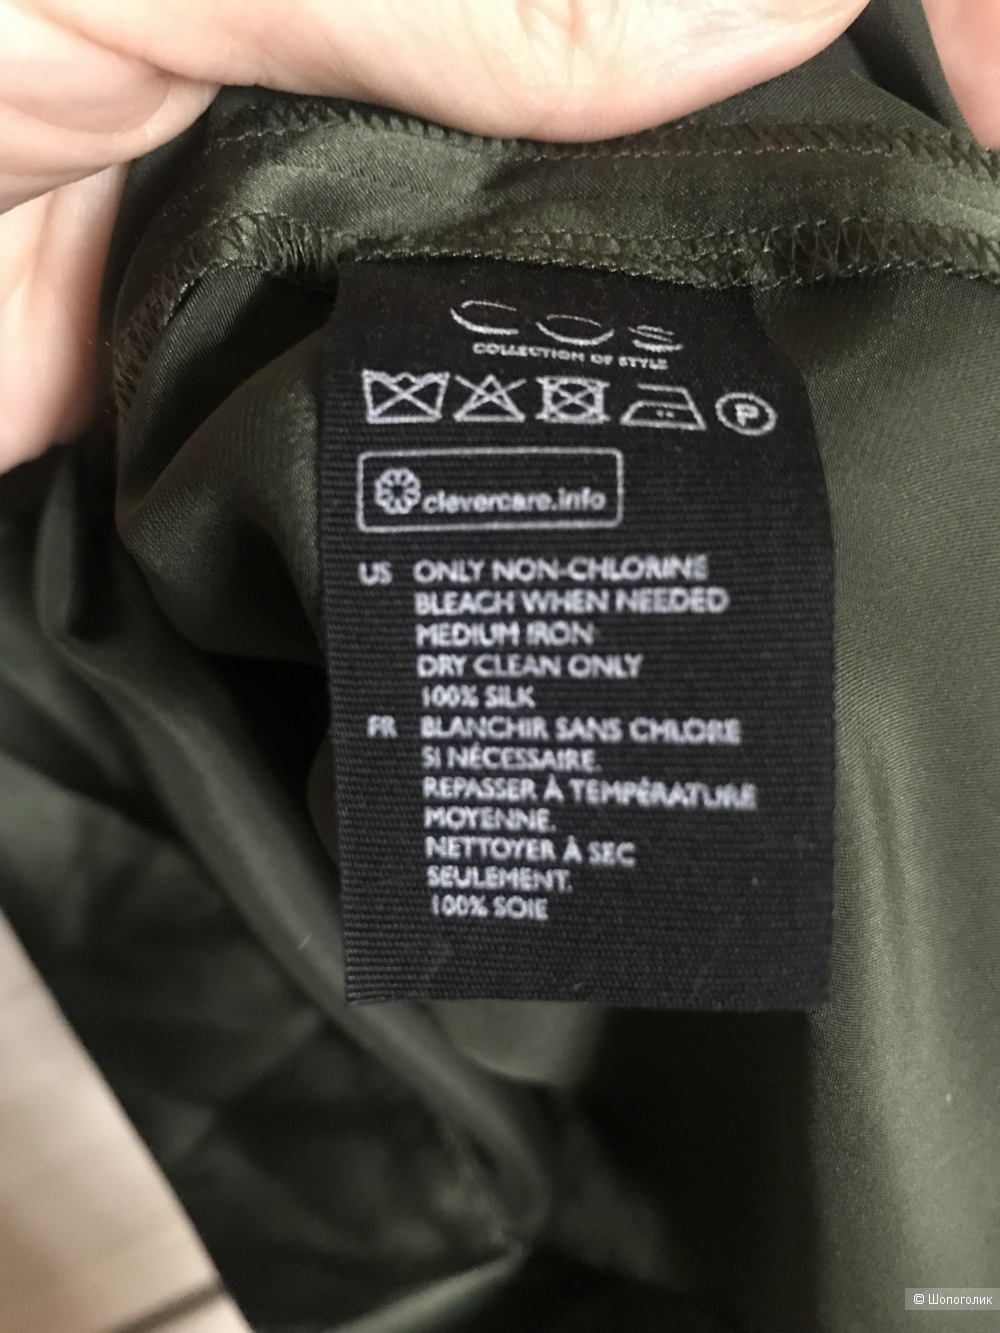 COS
COLLECTION OF STYLE
P
clevercare.info
US ONLY NON-CHLORINE
BLEACH WHEN NEEDED
MEDIUM IRON
DRY CLEAN ONLY
100% SILK
FR BLANCHIR SANS CHLORE
SI NÉCESSAIRE.
REPASSER À TEMPÉRATURE
MOYENNE.
NETTOYER À SEC
SEULEMENT.
100% SOIE
© Шопоголик